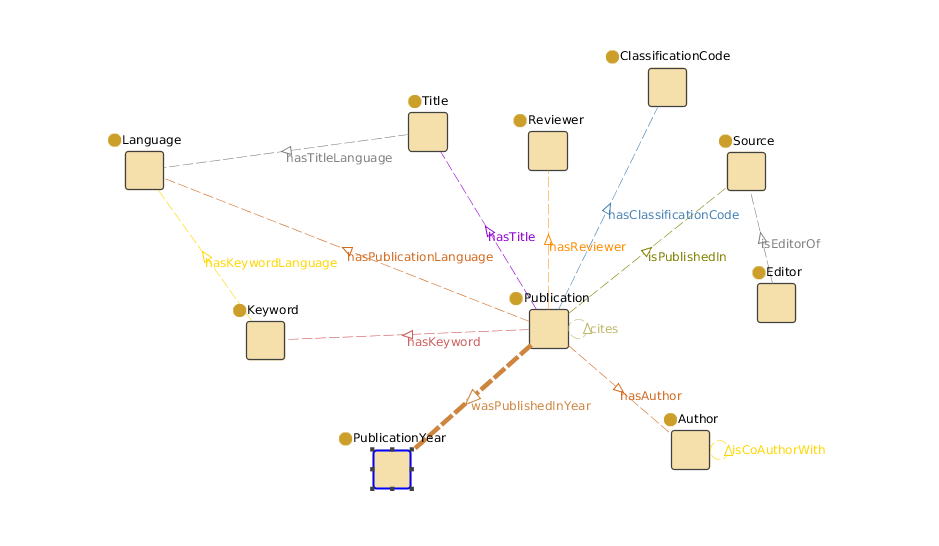 ClassificationCode
Title
Reviewer
Language
Source
hasTitleLanguage
hasClassificationCode
hasTitle
isEditorOf
hasReviewer
hasPublicationLanguage
isPublishedIn
hasKeywordLanguage
Editor
Publication
Keyword
cites
hasKeyword
hasAuthor
wasPublishedInYear
Author
PublicationYear
isCoAuthorWith